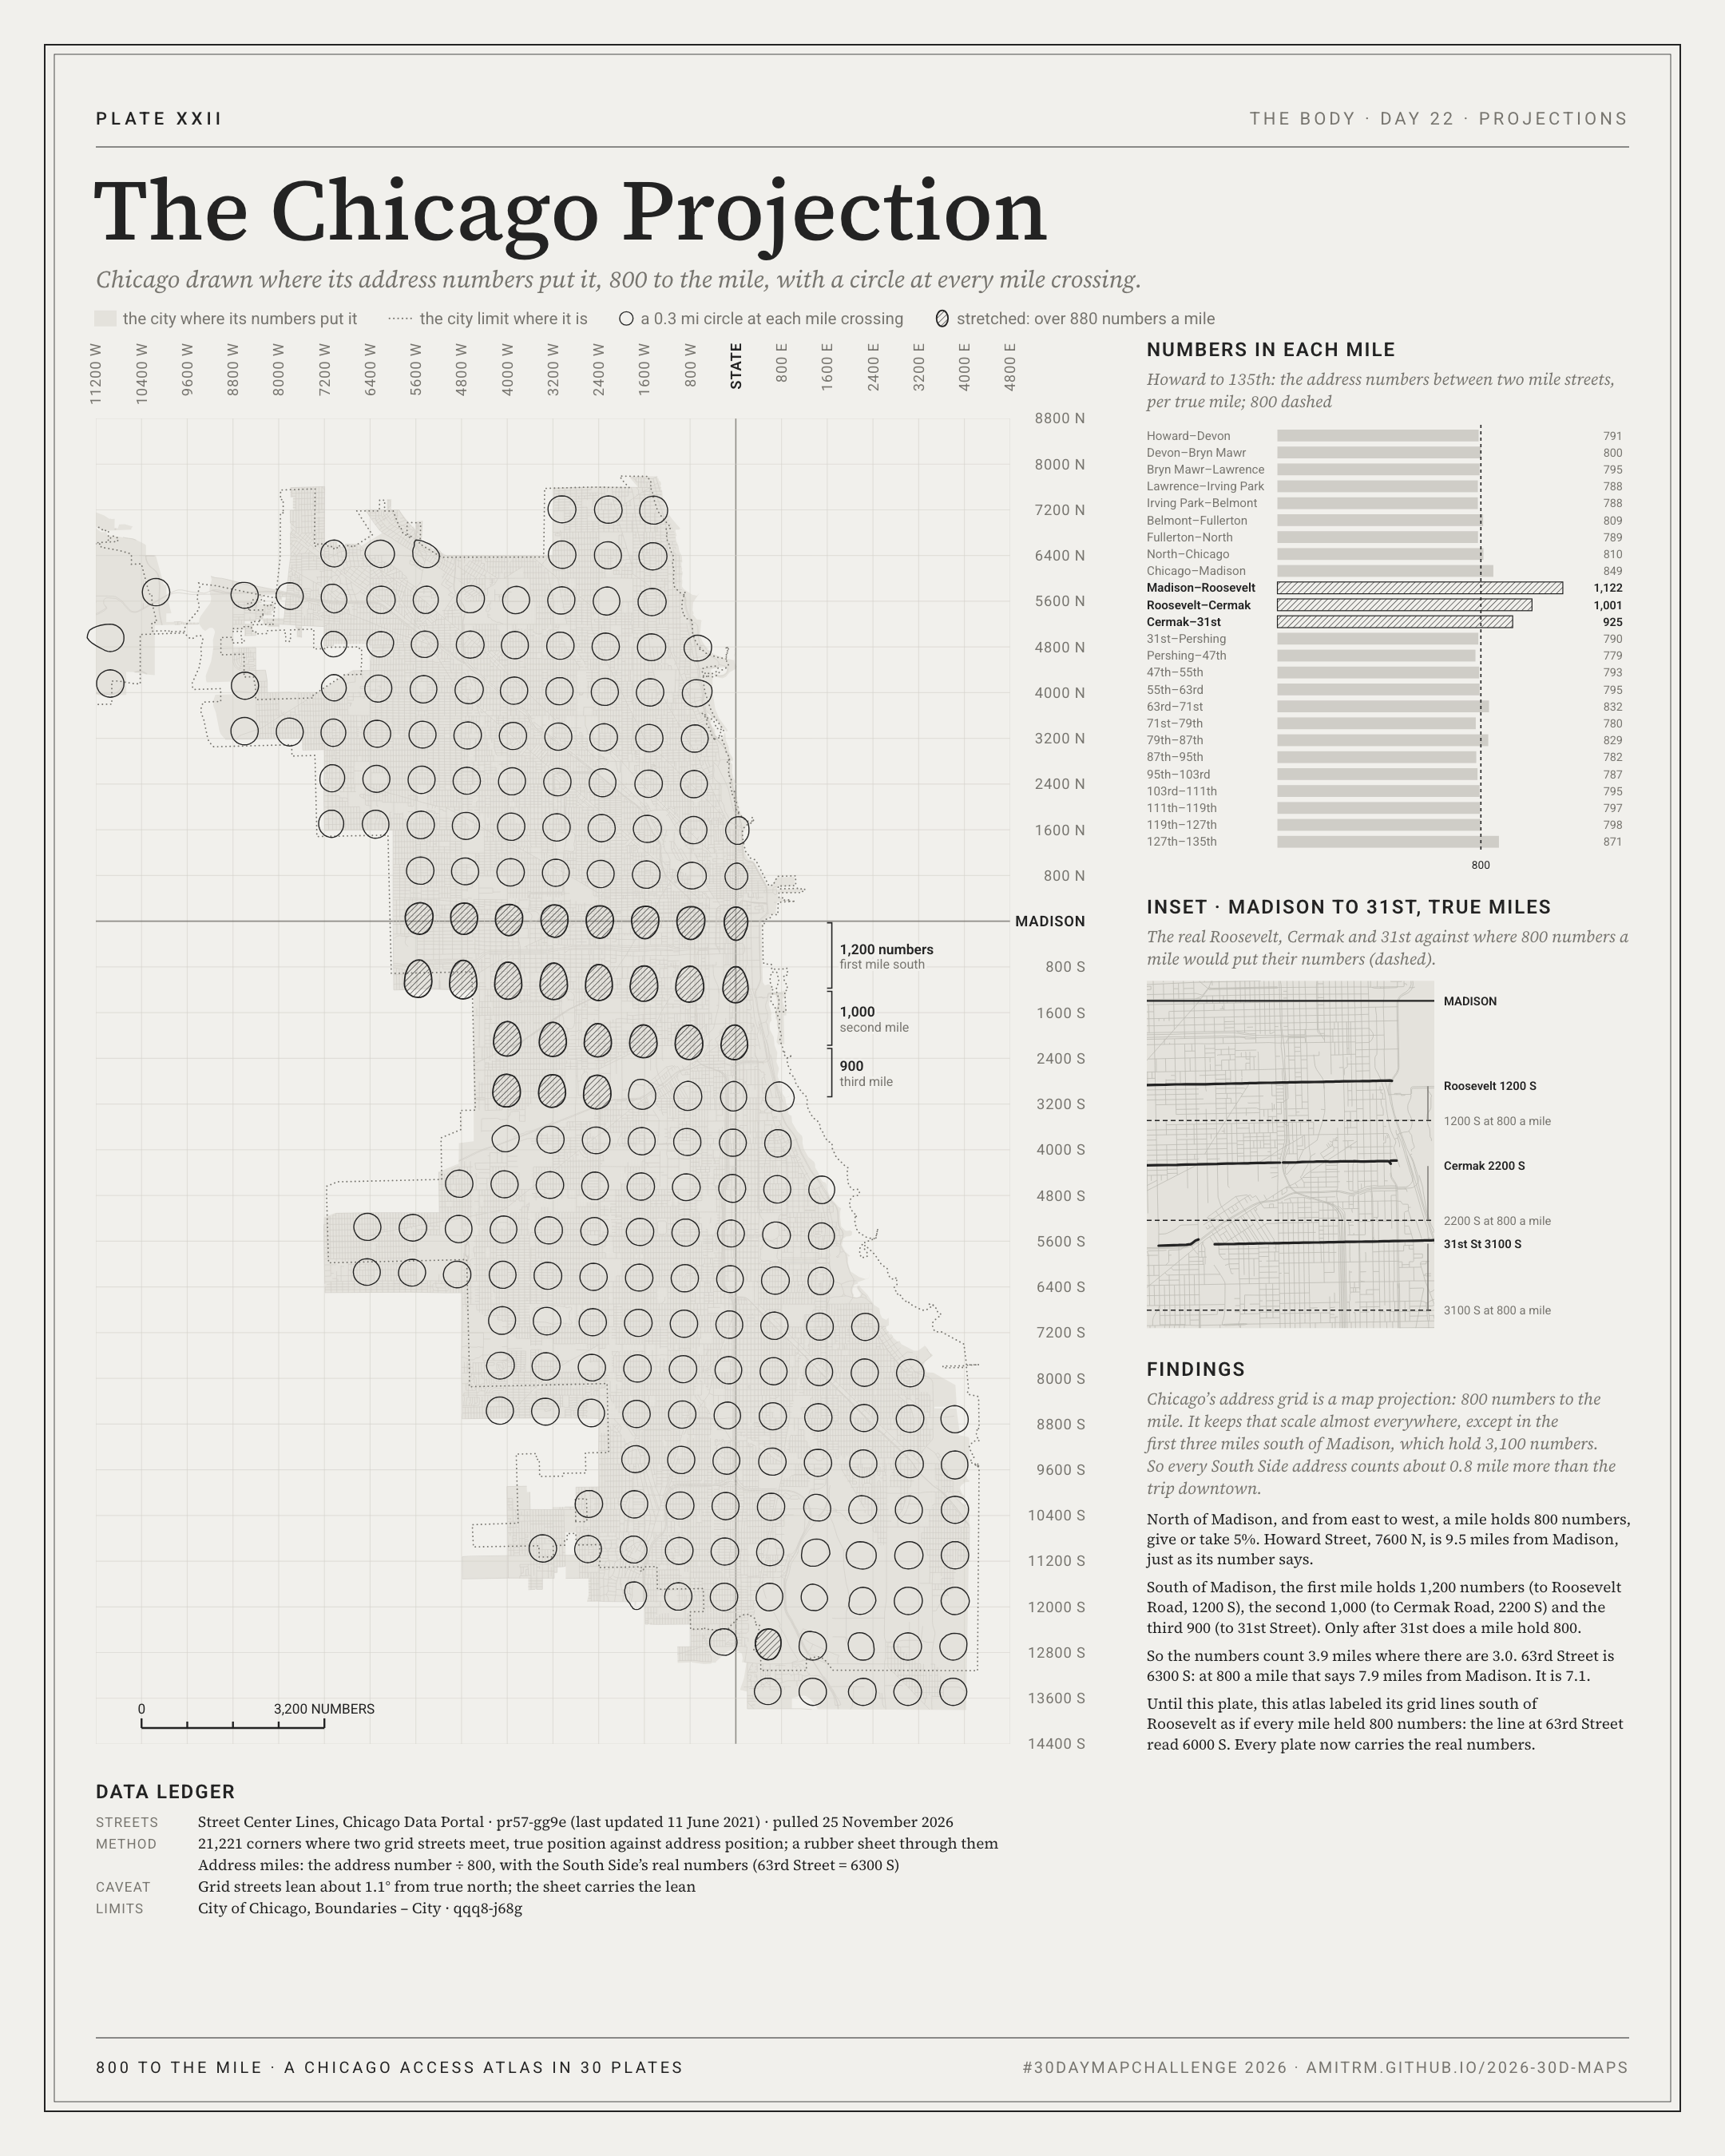 PLATE XXII
THE BODY · DAY 22 · PROJECTIONS
The Chicago Projection
Chicago drawn where its address numbers put it, 800 to the mile, with a circle at every mile crossing.
the city where its numbers put it
the city limit where it is
a 0.3 mi circle at each mile crossing
stretched: over 880 numbers a mile
11200 W
10400 W
9600 W
8800 W
8000 W
7200 W
6400 W
5600 W
4800 W
4000 W
3200 W
2400 W
1600 W
800 W
STATE
800 E
1600 E
2400 E
3200 E
4000 E
4800 E
8800 N
8000 N
7200 N
6400 N
5600 N
4800 N
4000 N
3200 N
2400 N
1600 N
800 N
MADISON
800 S
1600 S
2400 S
3200 S
4000 S
4800 S
5600 S
6400 S
7200 S
8000 S
8800 S
9600 S
10400 S
11200 S
12000 S
12800 S
13600 S
14400 S
1,200 numbers
first mile south
1,000
second mile
900
third mile
0
3,200 NUMBERS
NUMBERS IN EACH MILE
Howard to 135th: the address numbers between two mile streets,
per true mile; 800 dashed
Howard–Devon 791
Devon–Bryn Mawr 800
Bryn Mawr–Lawrence 795
Lawrence–Irving Park 788
Irving Park–Belmont 788
Belmont–Fullerton 809
Fullerton–North 789
North–Chicago 810
Chicago–Madison 849
Madison–Roosevelt 1,122
Roosevelt–Cermak 1,001
Cermak–31st 925
31st–Pershing 790
Pershing–47th 779
47th–55th 793
55th–63rd 795
63rd–71st 832
71st–79th 780
79th–87th 829
87th–95th 782
95th–103rd 787
103rd–111th 795
111th–119th 797
119th–127th 798
127th–135th 871
800
INSET · MADISON TO 31ST, TRUE MILES
The real Roosevelt, Cermak and 31st against where 800 numbers a
mile would put their numbers (dashed).
MADISON
Roosevelt 1200 S
1200 S at 800 a mile
Cermak 2200 S
2200 S at 800 a mile
31st St 3100 S
3100 S at 800 a mile
FINDINGS
Chicago’s address grid is a map projection: 800 numbers to the
mile. It keeps that scale almost everywhere, except in the
first three miles south of Madison, which hold 3,100 numbers.
So every South Side address counts about 0.8 mile more than the
trip downtown.
North of Madison, and from east to west, a mile holds 800 numbers,
give or take 5%. Howard Street, 7600 N, is 9.5 miles from Madison,
just as its number says.
South of Madison, the first mile holds 1,200 numbers (to Roosevelt
Road, 1200 S), the second 1,000 (to Cermak Road, 2200 S) and the
third 900 (to 31st Street). Only after 31st does a mile hold 800.
So the numbers count 3.9 miles where there are 3.0. 63rd Street is
6300 S: at 800 a mile that says 7.9 miles from Madison. It is 7.1.
Until this plate, this atlas labeled its grid lines south of
Roosevelt as if every mile held 800 numbers: the line at 63rd Street
read 6000 S. Every plate now carries the real numbers.
DATA LEDGER
STREETS Street Center Lines, Chicago Data Portal · pr57-gg9e (last updated 11 June 2021) · pulled 25 November 2026
METHOD 21,221 corners where two grid streets meet, true position against address position; a rubber sheet through them
Address miles: the address number ÷ 800, with the South Side’s real numbers (63rd Street = 6300 S)
CAVEAT Grid streets lean about 1.1° from true north; the sheet carries the lean
LIMITS City of Chicago, Boundaries – City · qqq8-j68g
800 TO THE MILE · A CHICAGO ACCESS ATLAS IN 30 PLATES
#30DAYMAPCHALLENGE 2026 · AMITRM.GITHUB.IO/2026-30D-MAPS